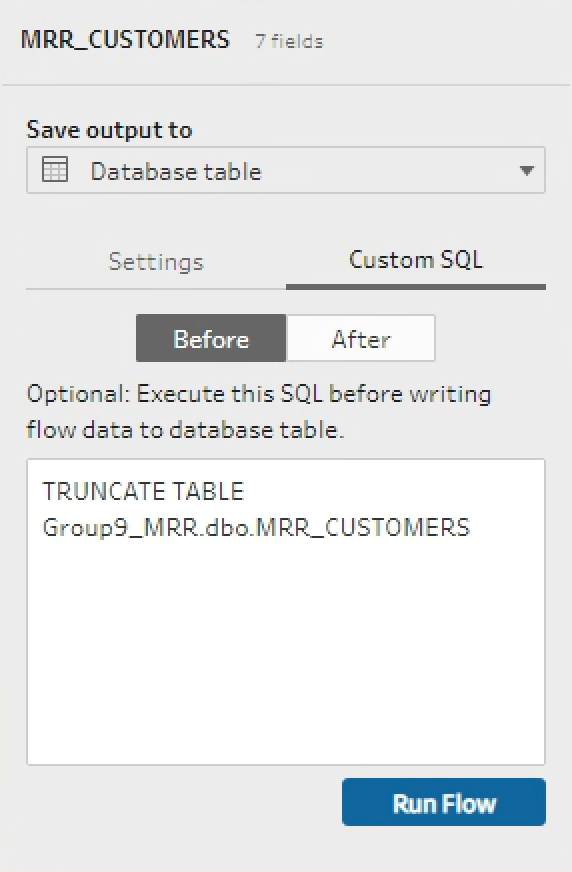 MRR_CUSTOMERS 7 fields
Save output to
Database table
Settings Custom SQL
Before After
Optional: Execute this SQL before writing
flow data to database table.
TRUNCATE TABLE
Group9_MRR.dbo.MRR_CUSTOMERS
Run Flow